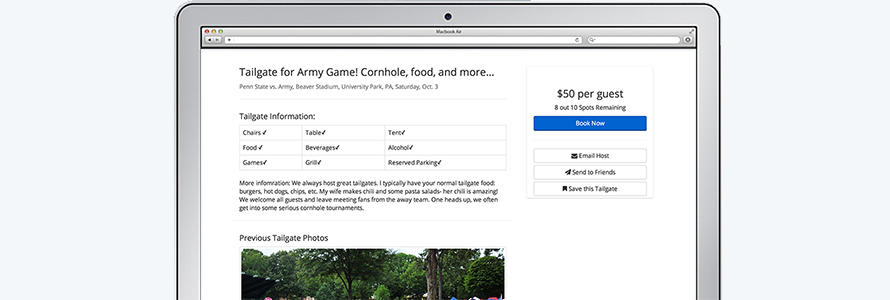 Macbook Air
Tailgate for Army Game! Cornhole, food, and more...
Penn State vs. Army, Beaver Stadium, University Park, PA, Saturday, Oct. 3
Tailgate Information:
Chairs ✓ Table✓ Tent✓
Food ✓ Beverages✓ Alcohol✓
Games✓ Grill✓ Reserved Parking✓
More infomration: We always host great tailgates. I typically have your normal tailgate food:
burgers, hot dogs, chips, etc. My wife makes chili and some pasta salads- her chili is amazing!
We welcome all guests and leave meeting fans from the away team. One heads up, we often
get into some serious cornhole tournaments.
Previous Tailgate Photos
$50 per guest
8 out 10 Spots Remaining
Book Now
Email Host
Send to Friends
Save this Tailgate